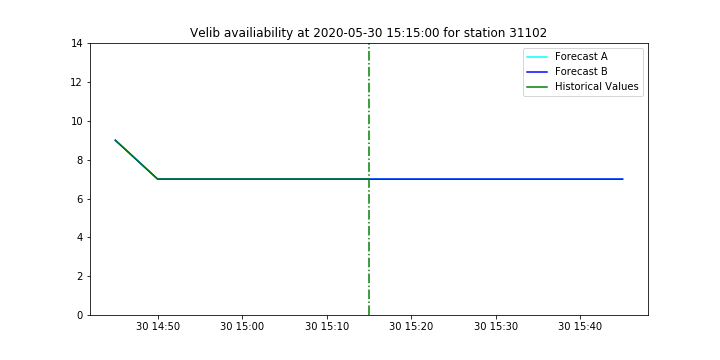 Velib availiability at 2020-05-30 15:15:00 for station 31102
14
12
10
8
6
4
2
0
Forecast A
Forecast B
Historical Values
30 14:50 30 15:00 30 15:10 30 15:20 30 15:30 30 15:40